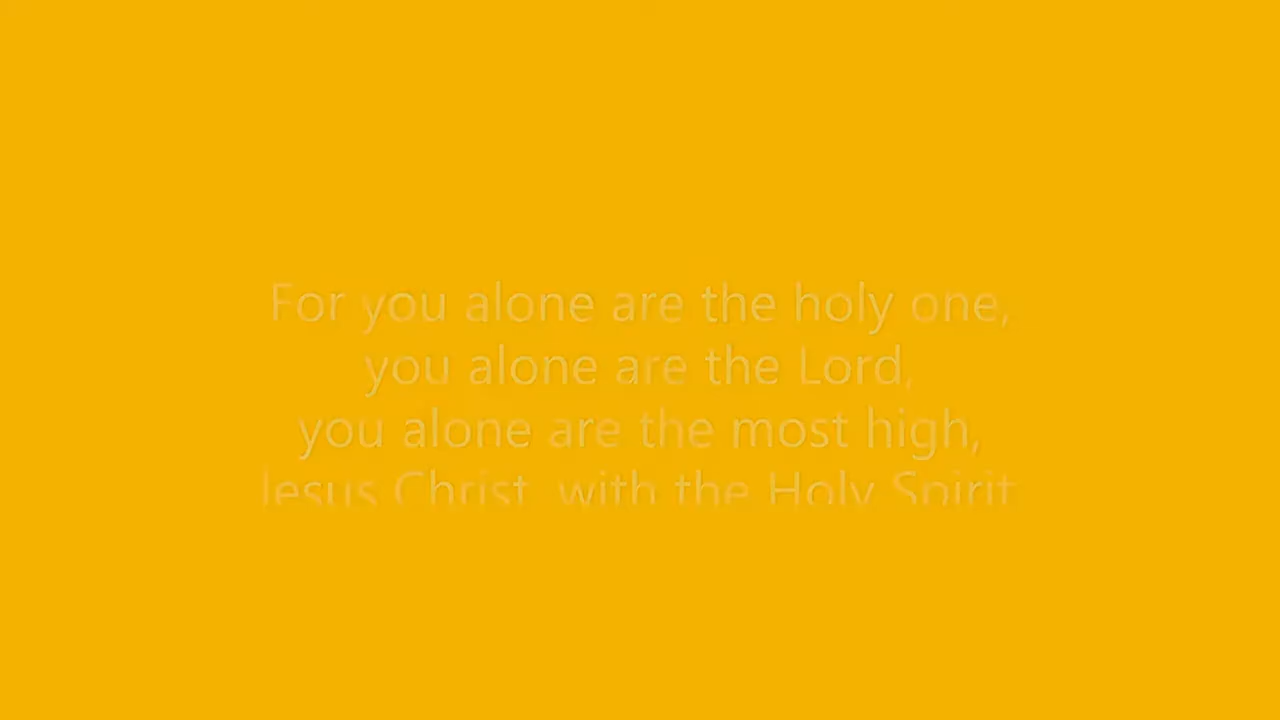 For you alone are the holy one,
you alone are the Lord,
you alone are the most high,
Jesus Christ, with the Holy Spirit